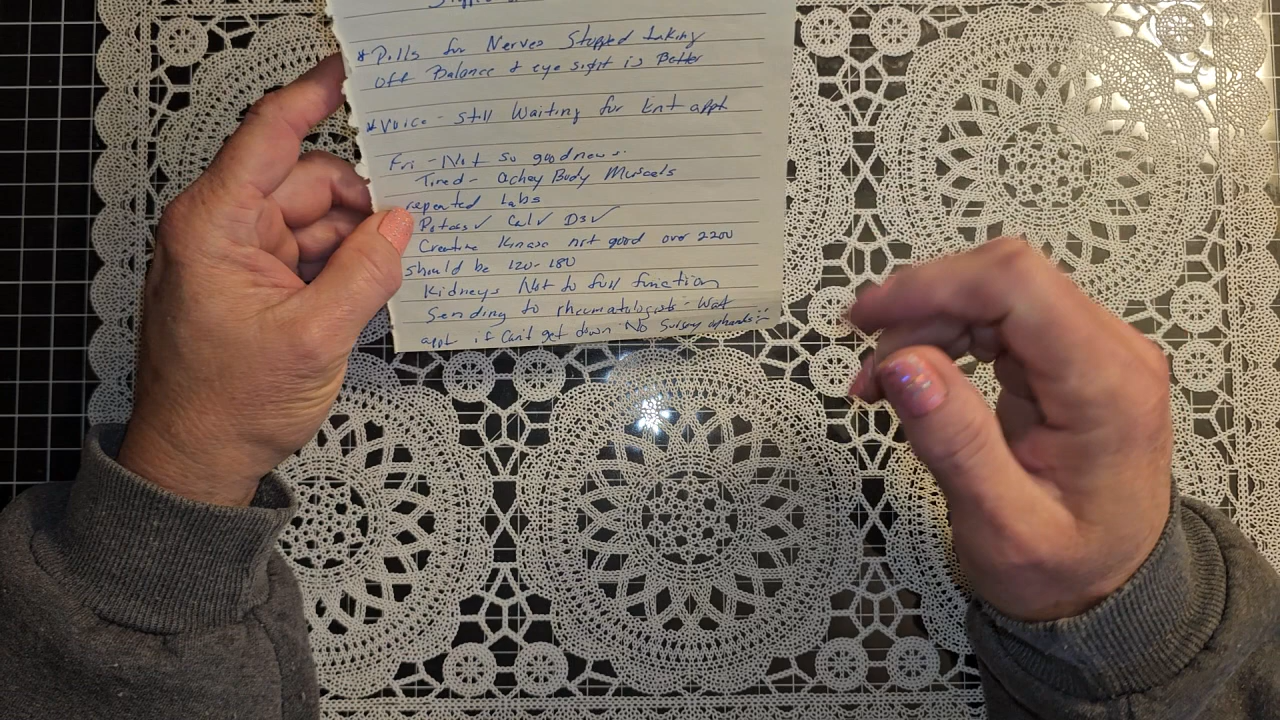 * Pills for Nerves Stopped taking
Off Balance & eye sight is Better
* Voice - Still Waiting for Ent appt
Fri - Not so good news.
Tired - achey Body Muscels
repeated Labs
Potass ✓ Cal ✓ D3 ✓
Creatine Kinase not good over 2200
should be 120-180
Kidneys Not to full function
Sending to rheumatologists - Wait
appt if Can't get down - No Surgery